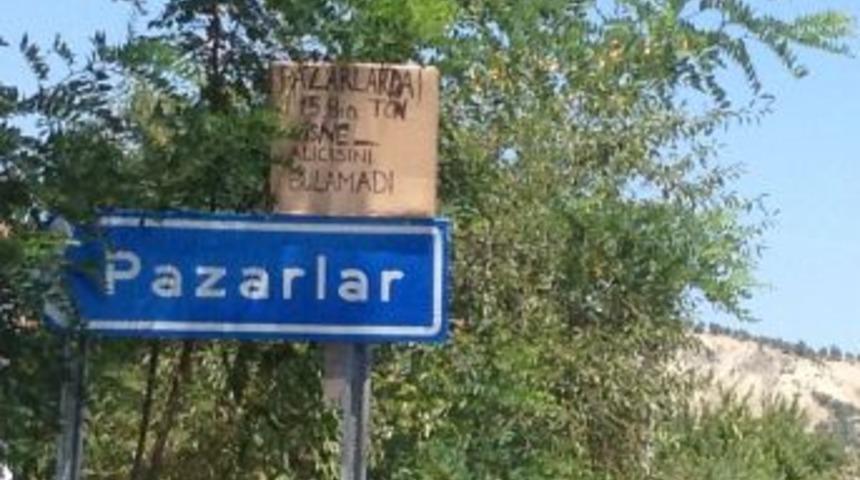 PAZARLARDA
15 Bin TON
VİŞNE
ALICISINI
BULAMADI
Pazarlar